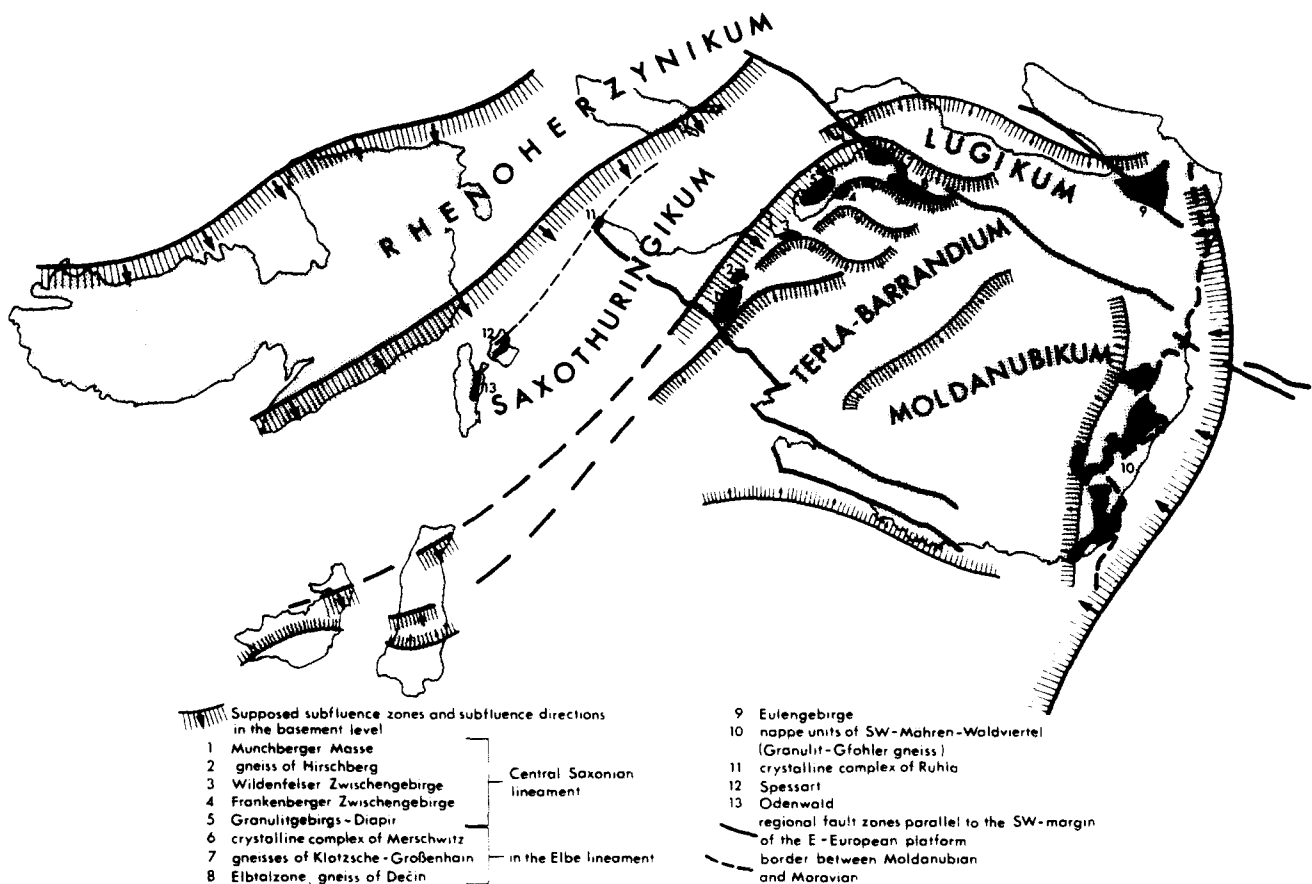 RHENOHERZYNIKUM
LUGIKUM
SAXOTHURINGIKUM
TEPLA-BARRANDIUM
MOLDANUBIKUM
11
12
13
9
10
4
3
2
Supposed subfluence zones and subfluence directions
in the basement level
1 Munchberger Masse
2 gneiss of Hirschberg
3 Wildenfelser Zwischengebirge
4 Frankenberger Zwischengebirge
5 Granulitgebirgs-Diapir
6 crystalline complex of Merschwitz
7 gneisses of Klotzsche-Großenhain
8 Elbtalzone, gneiss of Dečin
Central Saxonian
lineament
in the Elbe lineament
9 Eulengebirge
10 nappe units of SW-Mahren-Waldviertel
(Granulit-Gfohler gneiss)
11 crystalline complex of Ruhla
12 Spessart
13 Odenwald
regional fault zones parallel to the SW-margin
of the E-European platform
border between Moldanubian
and Moravian